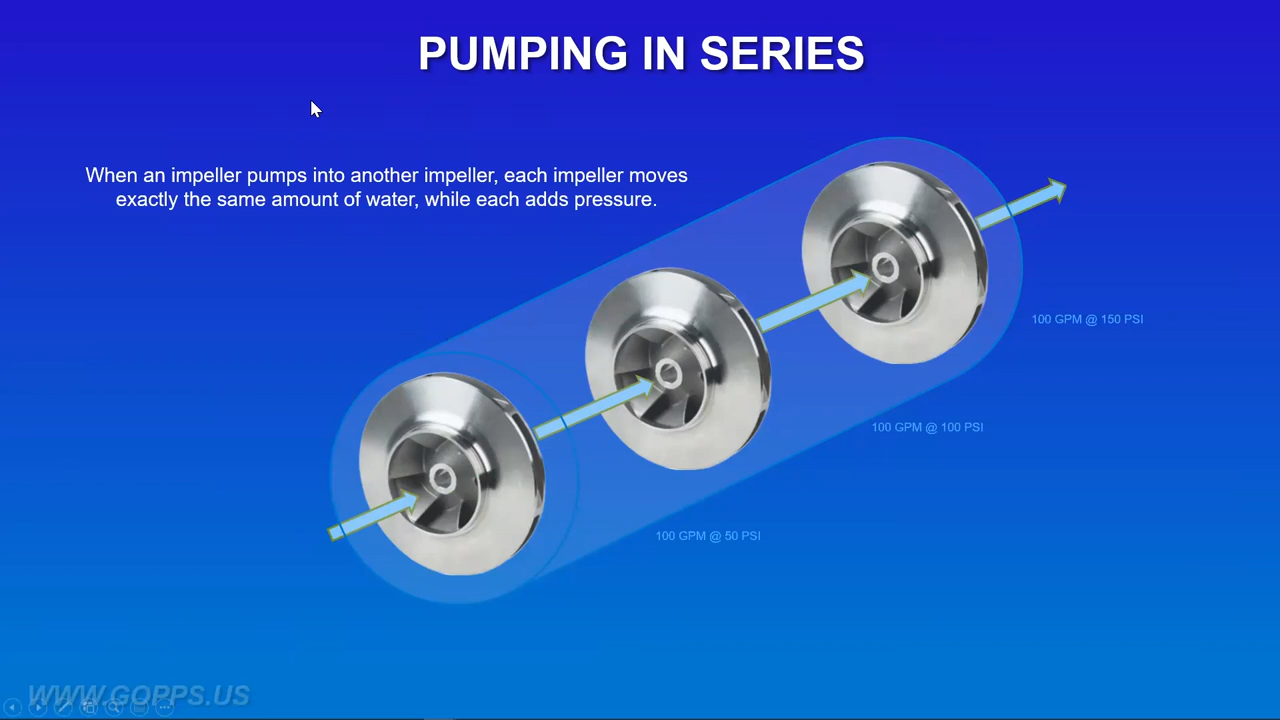 PUMPING IN SERIES
When an impeller pumps into another impeller, each impeller moves
exactly the same amount of water, while each adds pressure.
100 GPM @ 150 PSI
100 GPM @ 100 PSI
100 GPM @ 50 PSI
WWW.GOPPS.US